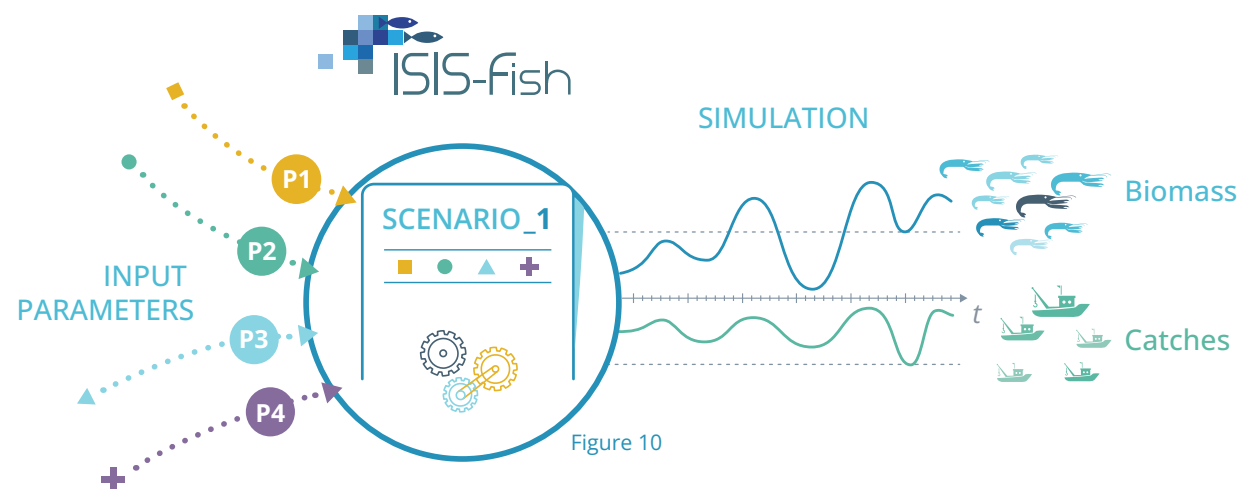 ISIS-Fish
SIMULATION
P1
Biomass
SCENARIO_1
P2
INPUT
PARAMETERS
t
P3
Catches
P4
Figure 10